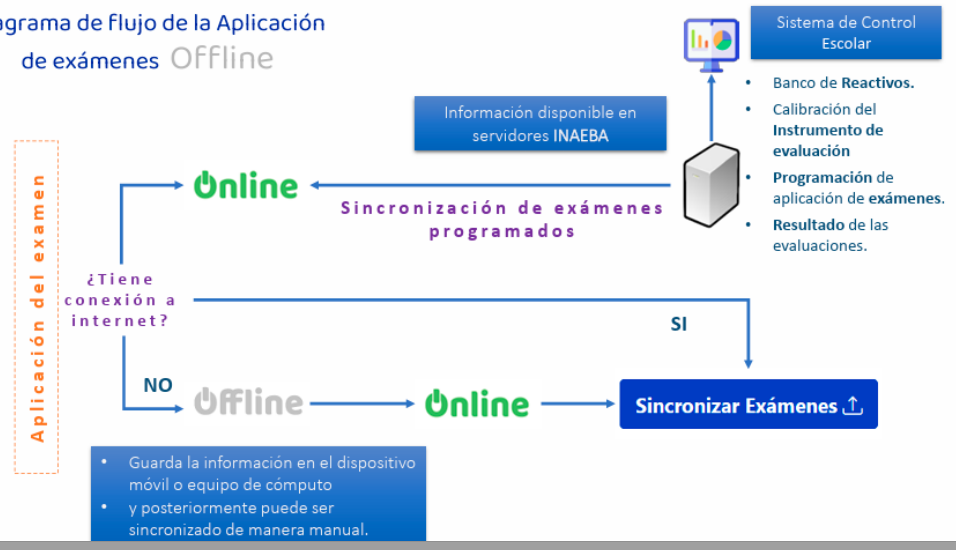 agrama de flujo de la Aplicación
de exámenes Offline
Sistema de Control
Escolar
Información disponible en
servidores INAEBA
• Banco de Reactivos.
• Calibración del
Instrumento de
evaluación
• Programación de
aplicación de exámenes.
• Resultado de las
evaluaciones.
Aplicación del examen
Online
Sincronización de exámenes
programados
¿Tiene
conexión a
internet?
SI
NO
Offline
Online
Sincronizar Exámenes
• Guarda la información en el dispositivo
móvil o equipo de cómputo
• y posteriormente puede ser
sincronizado de manera manual.